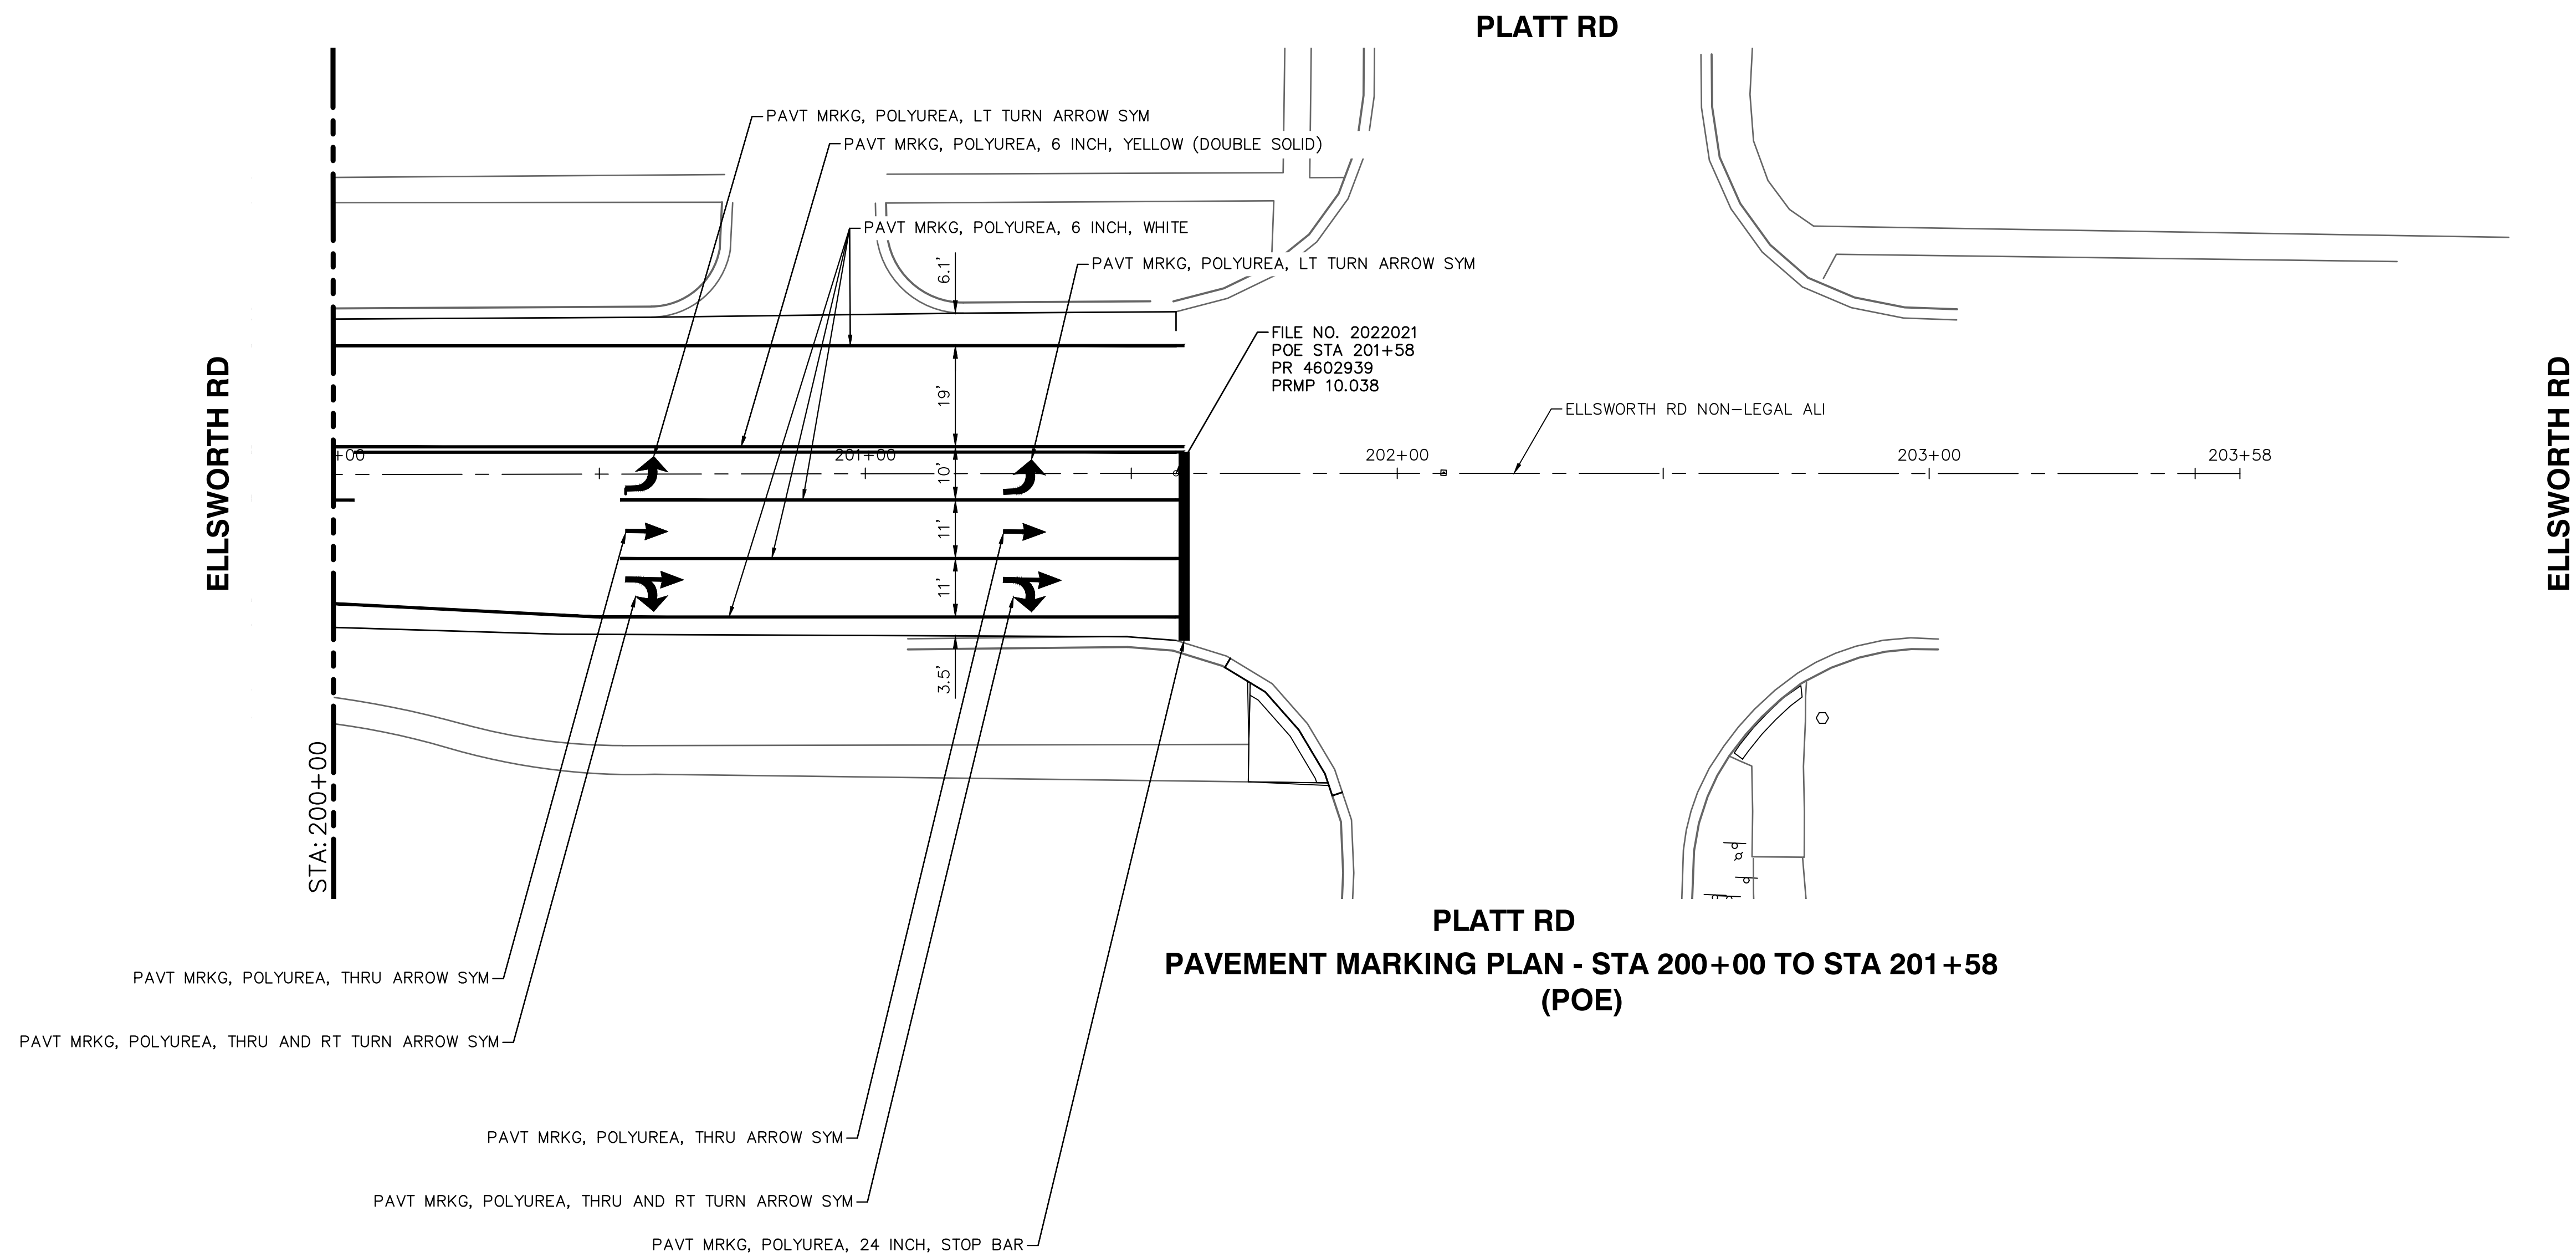 PLATT RD
PAVT MRKG, POLYUREA, LT TURN ARROW SYM
PAVT MRKG, POLYUREA, 6 INCH, YELLOW (DOUBLE SOLID)
PAVT MRKG, POLYUREA, 6 INCH, WHITE
6.1'
PAVT MRKG, POLYUREA, LT TURN ARROW SYM
FILE NO. 2022021
POE STA 201+58
PR 4602939
PRMP 10.038
19'
ELLSWORTH RD NON-LEGAL ALI
ELLSWORTH RD
ELLSWORTH RD
+00
201+00
202+00
203+00
203+58
10'
11'
11'
3.5'
STA: 200+00
PLATT RD
PAVEMENT MARKING PLAN - STA 200+00 TO STA 201+58
(POE)
PAVT MRKG, POLYUREA, THRU ARROW SYM
PAVT MRKG, POLYUREA, THRU AND RT TURN ARROW SYM
PAVT MRKG, POLYUREA, THRU ARROW SYM
PAVT MRKG, POLYUREA, THRU AND RT TURN ARROW SYM
PAVT MRKG, POLYUREA, 24 INCH, STOP BAR